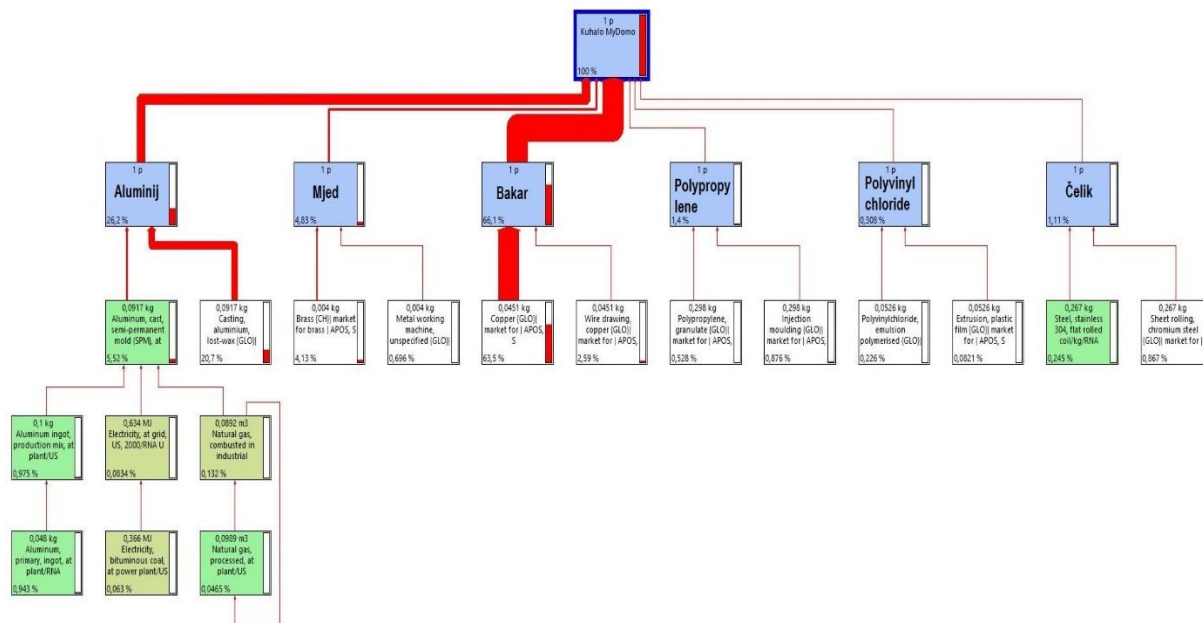 1 p
Kuhalo MyDomo
100 %
1 p
Aluminij
26,2 %
1 p
Mjed
4,83 %
1 p
Bakar
66,1 %
1 p
Polypropy
lene
1,4 %
1 p
Polyvinyl
chloride
0,308 %
1 p
Čelik
1,11 %
0,0917 kg
Aluminum, cast,
semi-permanent
mold (SPM), at
5,52 %
0,0917 kg
Casting,
aluminium,
lost-wax {GLO}|
20,7 %
0,004 kg
Brass {CH}| market
for brass | APOS, S
4,13 %
0,004 kg
Metal working
machine,
unspecified {GLO}|
0,696 %
0,0451 kg
Copper {GLO}|
market for | APOS,
S
63,5 %
0,0451 kg
Wire drawing,
copper {GLO}|
market for | APOS,
2,59 %
0,298 kg
Polypropylene,
granulate {GLO}|
market for | APOS,
0,528 %
0,298 kg
Injection
moulding {GLO}|
market for | APOS,
0,876 %
0,0526 kg
Polyvinylchloride,
emulsion
polymerised {GLO}|
0,226 %
0,0526 kg
Extrusion, plastic
film {GLO}| market
for | APOS, S
0,0821 %
0,267 kg
Steel, stainless
304, flat rolled
coil/kg/RNA
0,245 %
0,267 kg
Sheet rolling,
chromium steel
{GLO}| market for |
0,867 %
0,1 kg
Aluminum ingot,
production mix, at
plant/US
0,975 %
0,634 MJ
Electricity, at grid,
US, 2000/RNA U
0,0834 %
0,0892 m3
Natural gas,
combusted in
industrial
0,132 %
0,048 kg
Aluminum,
primary, ingot, at
plant/RNA
0,943 %
0,366 MJ
Electricity,
bituminous coal,
at power plant/US
0,063 %
0,0989 m3
Natural gas,
processed, at
plant/US
0,0465 %